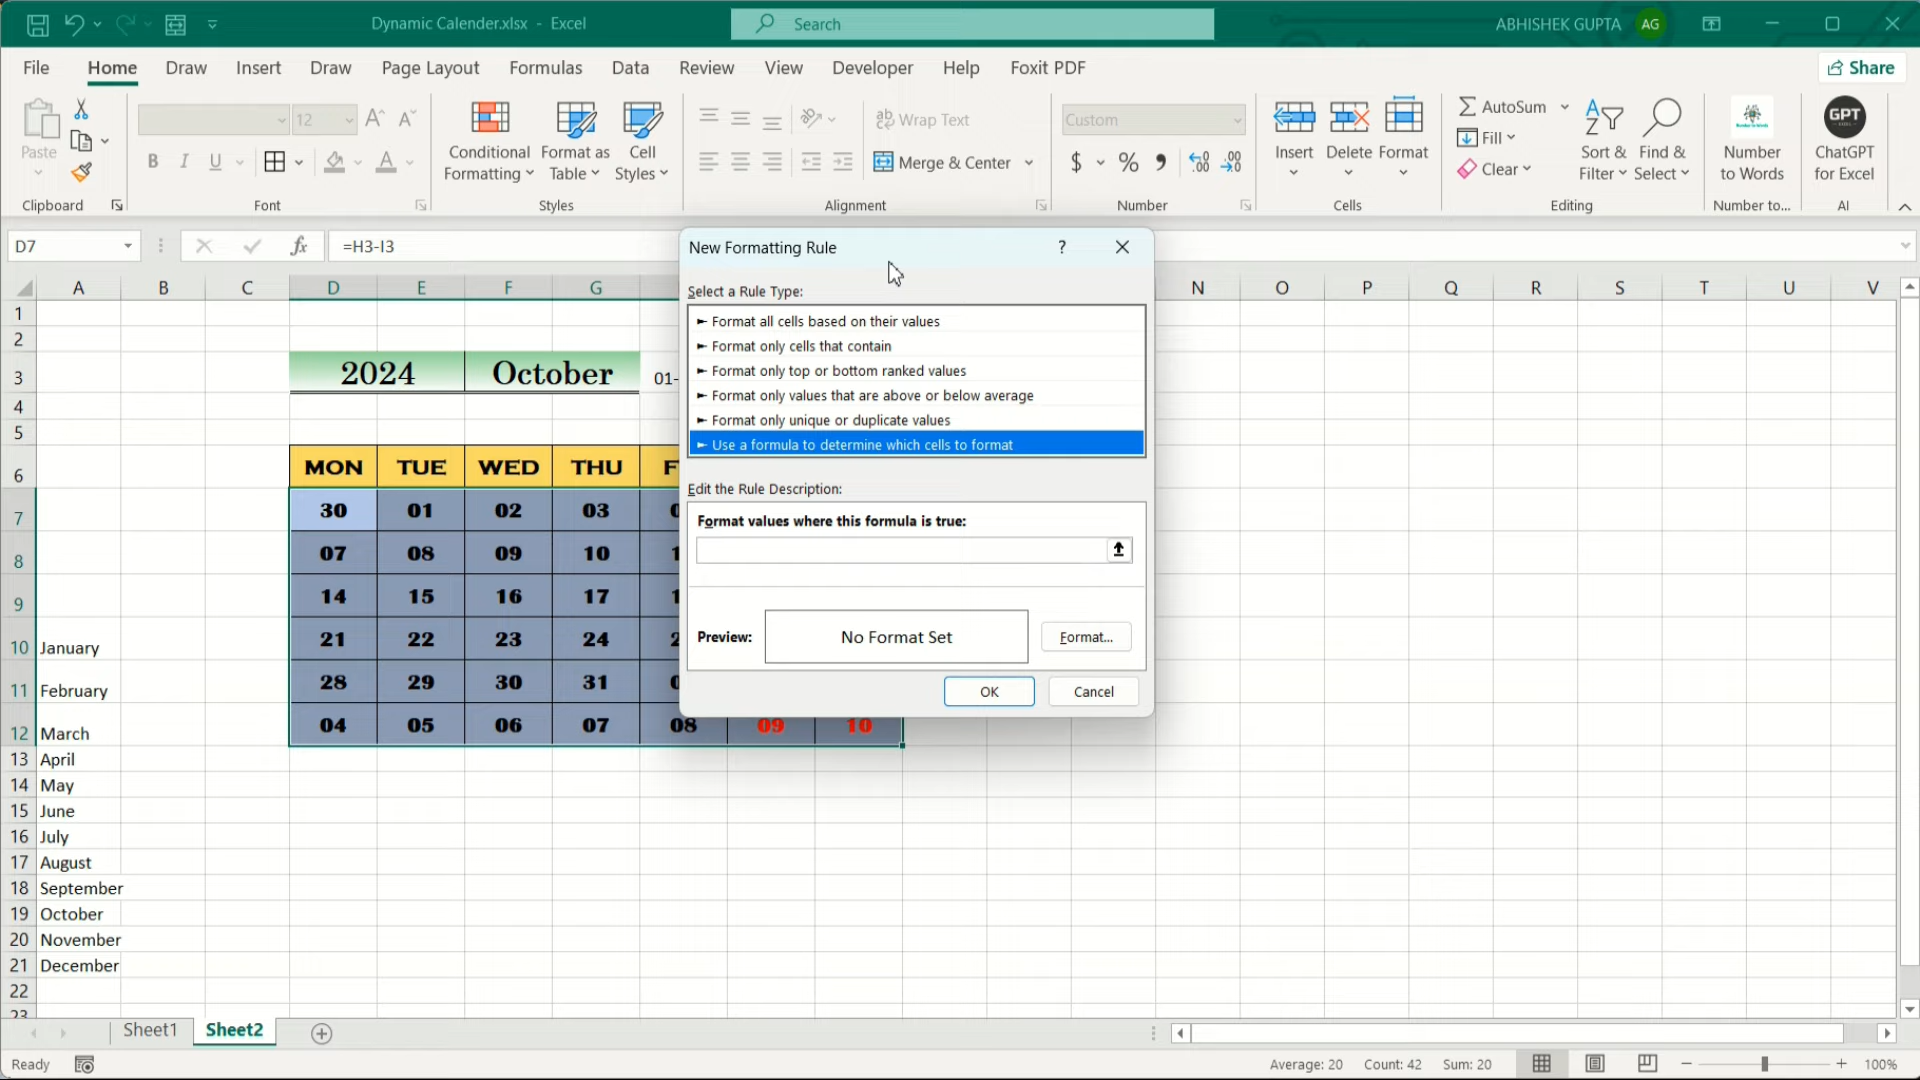 Dynamic Calender.xlsx - Excel
Search
ABHISHEK GUPTA AG
File Home Draw Insert Draw Page Layout Formulas Data Review View Developer Help Foxit PDF
Share
Paste
12
Conditional Formatting
Format as Table
Cell Styles
Wrap Text
Merge & Center
Custom
$ % ,
Insert
Delete
Format
AutoSum
Fill
Clear
Sort & Filter
Find & Select
Number to Words
GPT
ChatGPT for Excel
Clipboard Font Styles Alignment Number Cells Editing Number to... AI
D7
fx
=H3-I3
A B C D E F G N O P Q R S T U V
New Formatting Rule ?
Select a Rule Type:
► Format all cells based on their values
► Format only cells that contain
► Format only top or bottom ranked values
► Format only values that are above or below average
► Format only unique or duplicate values
► Use a formula to determine which cells to format
Edit the Rule Description:
Format values where this formula is true:
Preview:
No Format Set
Format...
OK
Cancel
1
2
3 2024 October 01-
4
5
6 MON TUE WED THU F
7 30 01 02 03
8 07 08 09 10
9 14 15 16 17
10 January 21 22 23 24
11 February 28 29 30 31
12 March 04 05 06 07 08 09 10
13 April
14 May
15 June
16 July
17 August
18 September
19 October
20 November
21 December
22
23
Sheet1 Sheet2
Ready
Average: 20 Count: 42 Sum: 20
100%